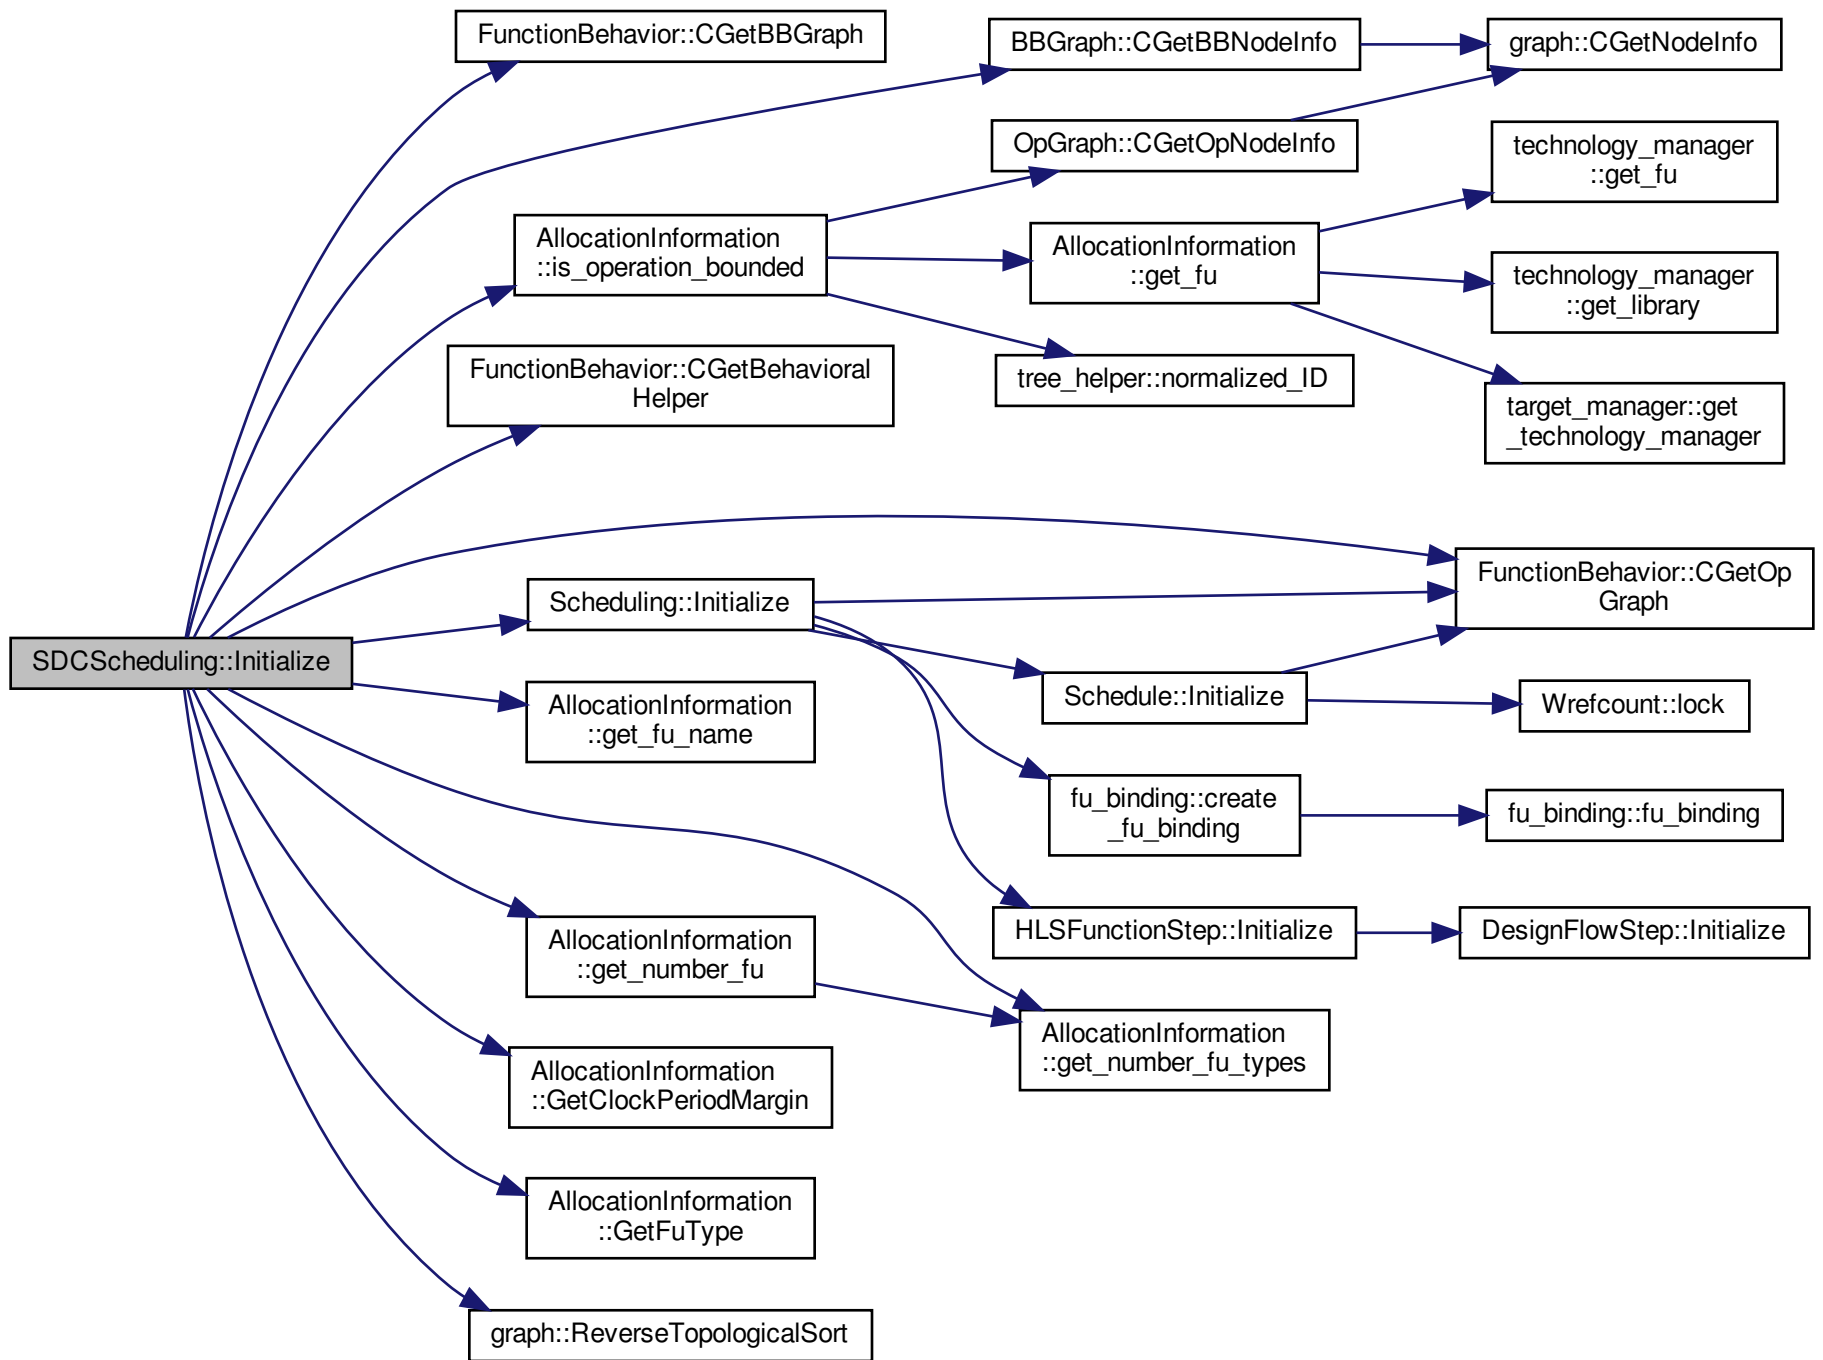 FunctionBehavior::CGetBBGraph
BBGraph::CGetBBNodeInfo
graph::CGetNodeInfo
OpGraph::CGetOpNodeInfo
technology_manager
::get_fu
AllocationInformation
::is_operation_bounded
AllocationInformation
::get_fu
technology_manager
::get_library
FunctionBehavior::CGetBehavioral
Helper
tree_helper::normalized_ID
target_manager::get
_technology_manager
FunctionBehavior::CGetOp
Graph
Scheduling::Initialize
SDCScheduling::Initialize
AllocationInformation
::get_fu_name
Schedule::Initialize
Wrefcount::lock
fu_binding::create
_fu_binding
fu_binding::fu_binding
AllocationInformation
::get_number_fu
HLSFunctionStep::Initialize
DesignFlowStep::Initialize
AllocationInformation
::get_number_fu_types
AllocationInformation
::GetClockPeriodMargin
AllocationInformation
::GetFuType
graph::ReverseTopologicalSort